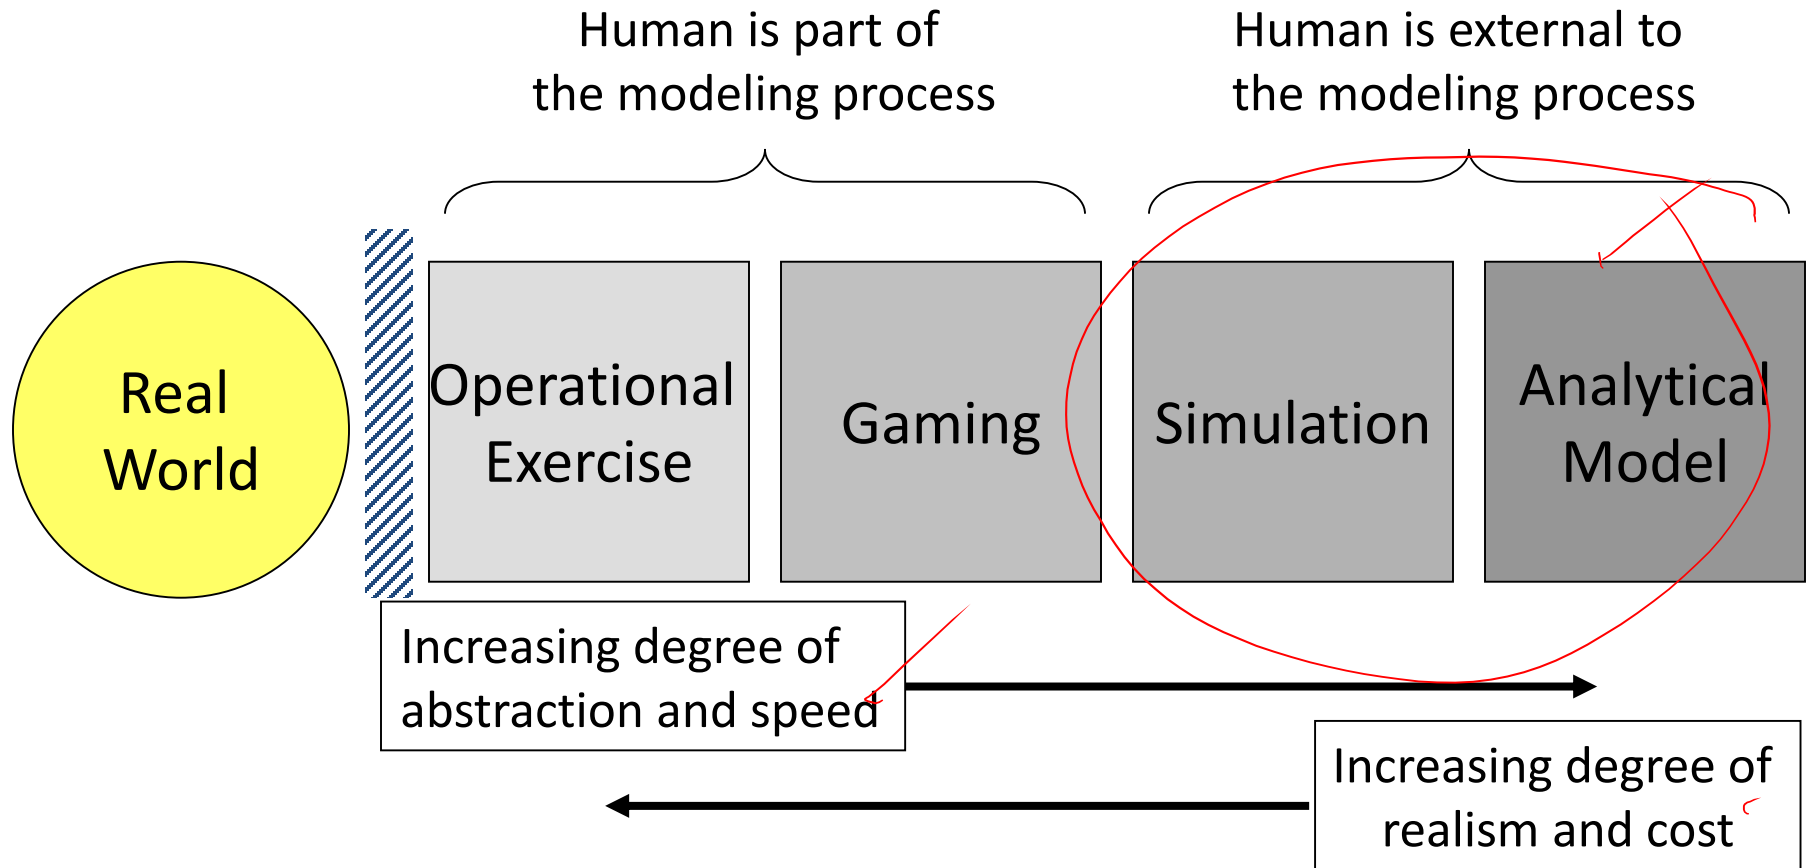 Human is part of
the modeling process
Human is external to
the modeling process
Real
World
Operational
Exercise
Gaming
Simulation
Analytical
Model
Increasing degree of
abstraction and speed
Increasing degree of
realism and cost